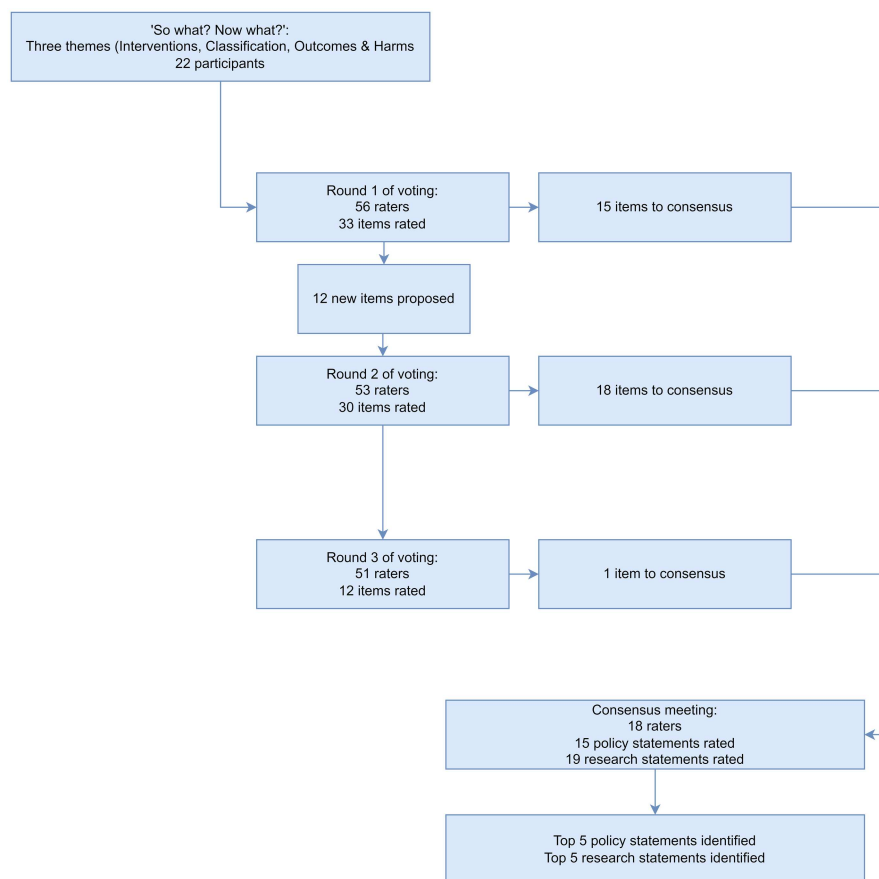 'So what? Now what?':
Three themes (Interventions, Classification, Outcomes & Harms
22 participants
Round 1 of voting:
56 raters
33 items rated
15 items to consensus
12 new items proposed
Round 2 of voting:
53 raters
30 items rated
18 items to consensus
Round 3 of voting:
51 raters
12 items rated
1 item to consensus
Consensus meeting:
18 raters
15 policy statements rated
19 research statements rated
Top 5 policy statements identified
Top 5 research statements identified